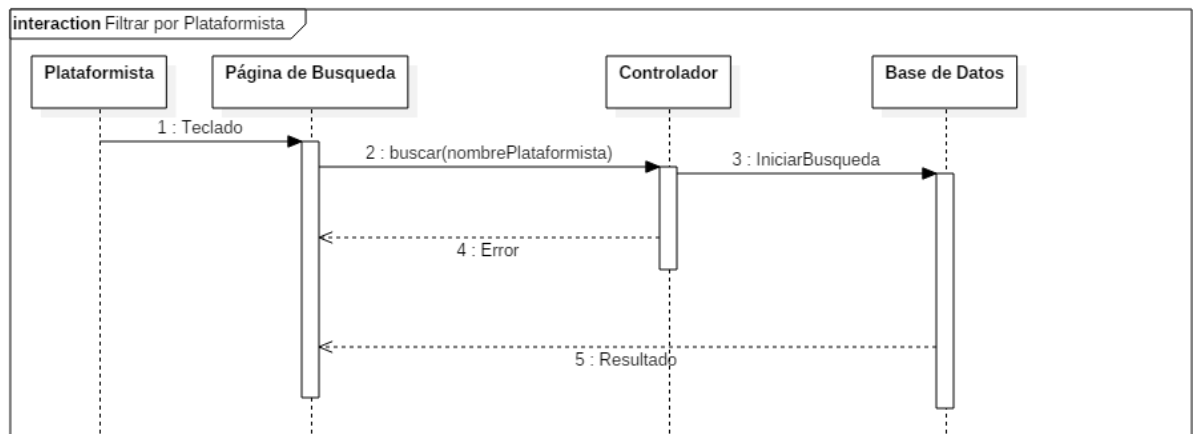 interaction Filtrar por Plataformista
Plataformista
Página de Busqueda
Controlador
Base de Datos
1 : Teclado
2 : buscar(nombrePlataformista)
3 : IniciarBusqueda
4 : Error
5 : Resultado